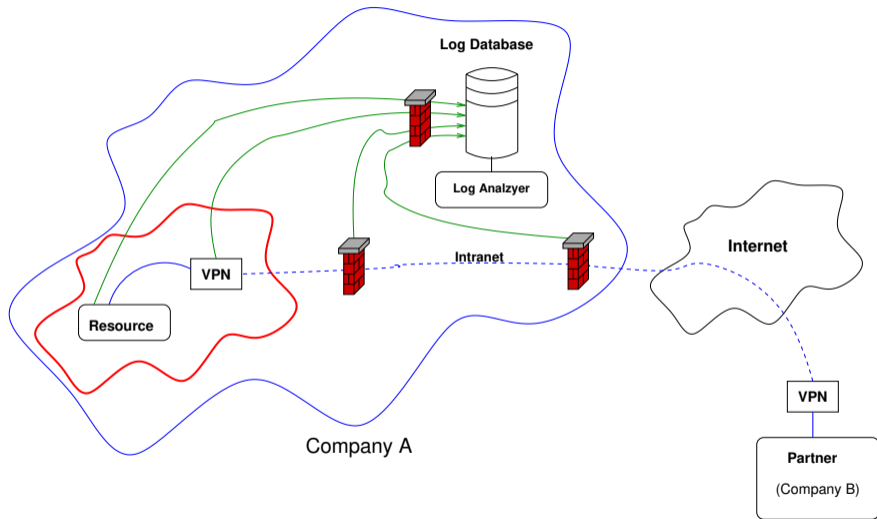 Log Database
Log Analzyer
VPN
Resource
Intranet
Internet
Company A
VPN
Partner
(Company B)